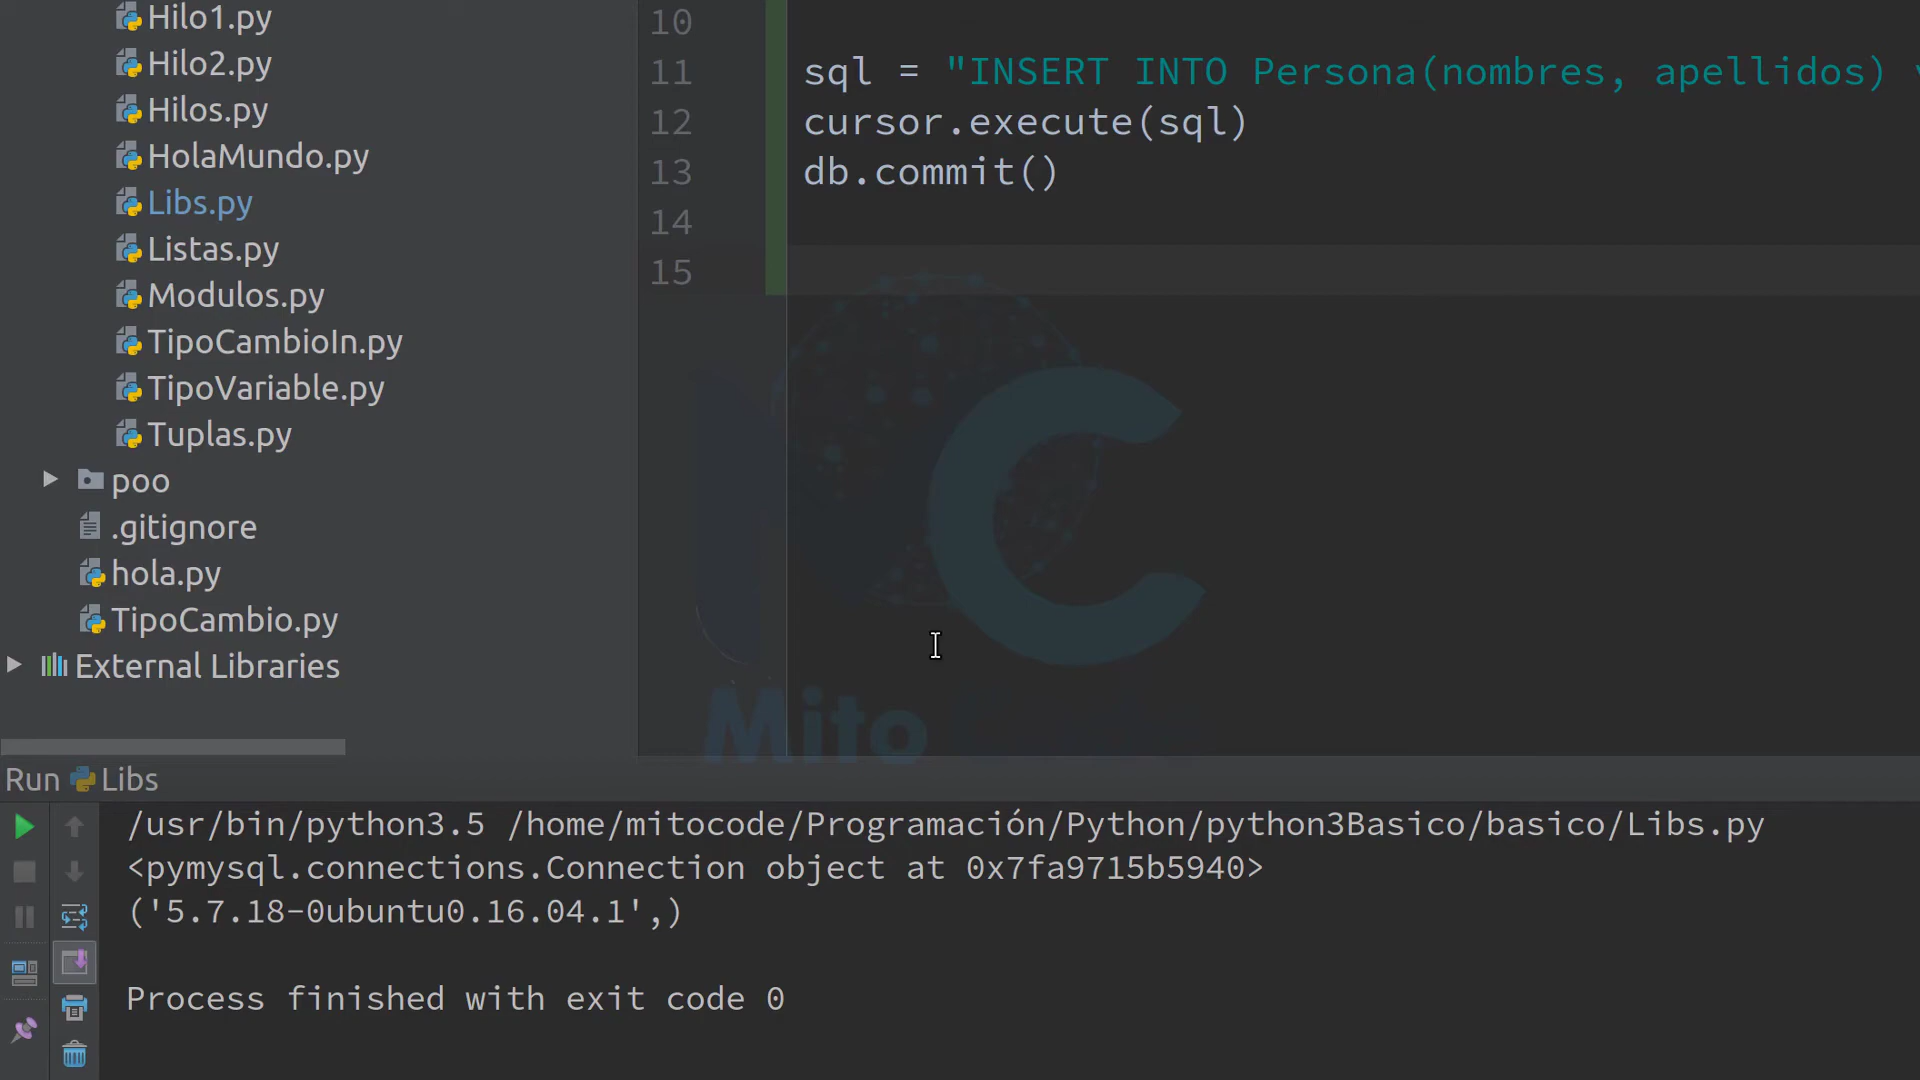 Hilo1.py
Hilo2.py
Hilos.py
HolaMundo.py
Libs.py
Listas.py
Modulos.py
TipoCambioIn.py
TipoVariable.py
Tuplas.py
poo
.gitignore
hola.py
TipoCambio.py
External Libraries
10
11 sql = "INSERT INTO Persona(nombres, apellidos)
12 cursor.execute(sql)
13 db.commit()
14
15
C
Mito
Run Libs
/usr/bin/python3.5 /home/mitocode/Programación/Python/python3Basico/basico/Libs.py
<pymysql.connections.Connection object at 0x7fa9715b5940>
('5.7.18-0ubuntu0.16.04.1',)
Process finished with exit code 0